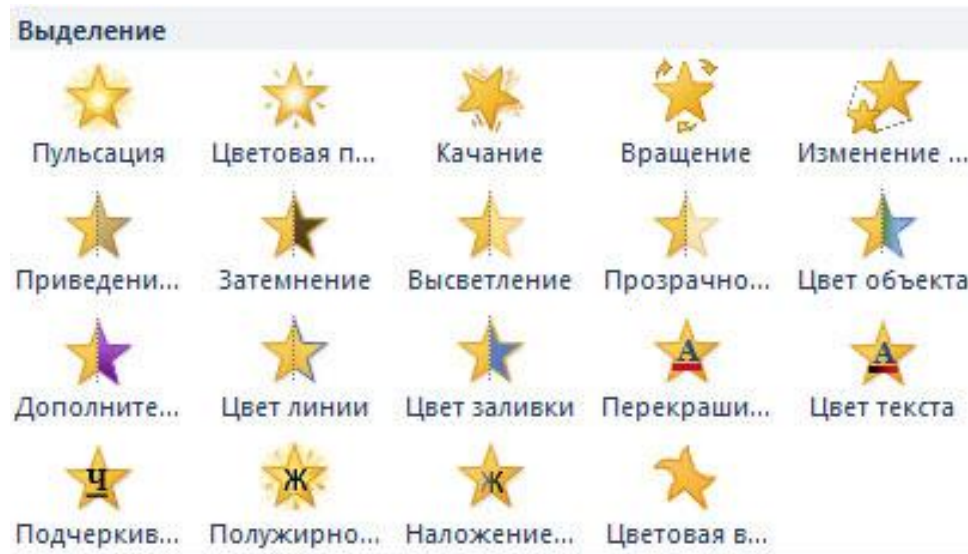 Выделение
Пульсация Цветовая п... Качание Вращение Изменение ...
Приведени... Затемнение Высветление Прозрачно... Цвет объекта
Дополните... Цвет линии Цвет заливки Перекраши... Цвет текста
Ч Ж Ж
Подчеркив... Полужирно... Наложение... Цветовая в...